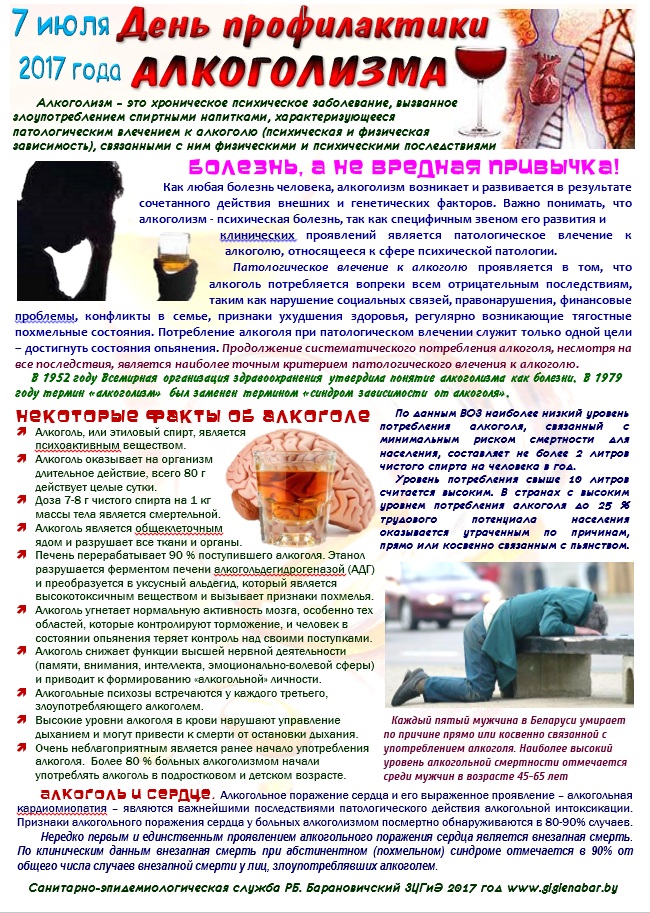 7 июля День профилактики
2017 года АЛКОГОЛИЗМА
Алкоголизм – это хроническое психическое заболевание, вызванное
злоупотреблением спиртными напитками, характеризующееся
патологическим влечением к алкоголю (психическая и физическая
зависимость), связанными с ним физическими и психическими последствиями
Болезнь, а не вредная привычка!
Как любая болезнь человека, алкоголизм возникает и развивается в результате
сочетанного действия внешних и генетических факторов. Важно понимать, что
алкоголизм - психическая болезнь, так как специфичным звеном его развития и
клинических проявлений является патологическое влечение к
алкоголю, относящееся к сфере психической патологии.
Патологическое влечение к алкоголю проявляется в том, что
алкоголь потребляется вопреки всем отрицательным последствиям,
таким как нарушение социальных связей, правонарушения, финансовые
проблемы, конфликты в семье, признаки ухудшения здоровья, регулярно возникающие тягостные
похмельные состояния. Потребление алкоголя при патологическом влечении служит только одной цели
– достигнуть состояния опьянения. Продолжение систематического потребления алкоголя, несмотря на
все последствия, является наиболее точным критерием патологического влечения к алкоголю.
В 1952 году Всемирная организация здравоохранения утвердила понятие алкоголизма как болезни. В 1979
году термин «алкоголизм» был заменен термином «синдром зависимости от алкоголя».
Некоторые факты об алкоголе
Алкоголь, или этиловый спирт, является
психоактивным веществом.
Алкоголь оказывает на организм
длительное действие, всего 80 г
действует целые сутки.
Доза 7-8 г чистого спирта на 1 кг
массы тела является смертельной.
Алкоголь является общеклеточным
ядом и разрушает все ткани и органы.
Печень перерабатывает 90 % поступившего алкоголя. Этанол
разрушается ферментом печени алкогольдегидрогеназой (АДГ)
и преобразуется в уксусный альдегид, который является
высокотоксичным веществом и вызывает признаки похмелья.
Алкоголь угнетает нормальную активность мозга, особенно тех
областей, которые контролируют торможение, и человек в
состоянии опьянения теряет контроль над своими поступками.
Алкоголь снижает функции высшей нервной деятельности
(памяти, внимания, интеллекта, эмоционально-волевой сферы)
и приводит к формированию «алкогольной» личности.
Алкогольные психозы встречаются у каждого третьего,
злоупотребляющего алкоголем.
Высокие уровни алкоголя в крови нарушают управление
дыханием и могут привести к смерти от остановки дыхания.
Очень неблагоприятным является ранее начало употребления
алкоголя. Более 80 % больных алкоголизмом начали
употреблять алкоголь в подростковом и детском возрасте.
По данным ВОЗ наиболее низкий уровень
потребления алкоголя, связанный с
минимальным риском смертности для
населения, составляет не более 2 литров
чистого спирта на человека в год.
Уровень потребления свыше 10 литров
считается высоким. В странах с высоким
уровнем потребления алкоголя до 25 %
трудового потенциала населения
оказывается утраченным по причинам,
прямо или косвенно связанным с пьянством.
Каждый пятый мужчина в Беларуси умирает
по причине прямо или косвенно связанной с
употреблением алкоголя. Наиболее высокий
уровень алкогольной смертности отмечается
среди мужчин в возрасте 45-65 лет
Алкоголь и сердце. Алкогольное поражение сердца и его выраженное проявление – алкогольная
кардиомиопатия – являются важнейшими последствиями патологического действия алкогольной интоксикации.
Признаки алкогольного поражения сердца у больных алкоголизмом посмертно обнаруживаются в 80-90% случаев.
Нередко первым и единственным проявлением алкогольного поражения сердца является внезапная смерть.
По клиническим данным внезапная смерть при абстинентном (похмельном) синдроме отмечается в 90% от
общего числа случаев внезапной смерти у лиц, злоупотреблявших алкоголем.
Санитарно-эпидемиологическая служба РБ. Барановичский ЗЦГиЭ 2017 год www.gigienabar.by